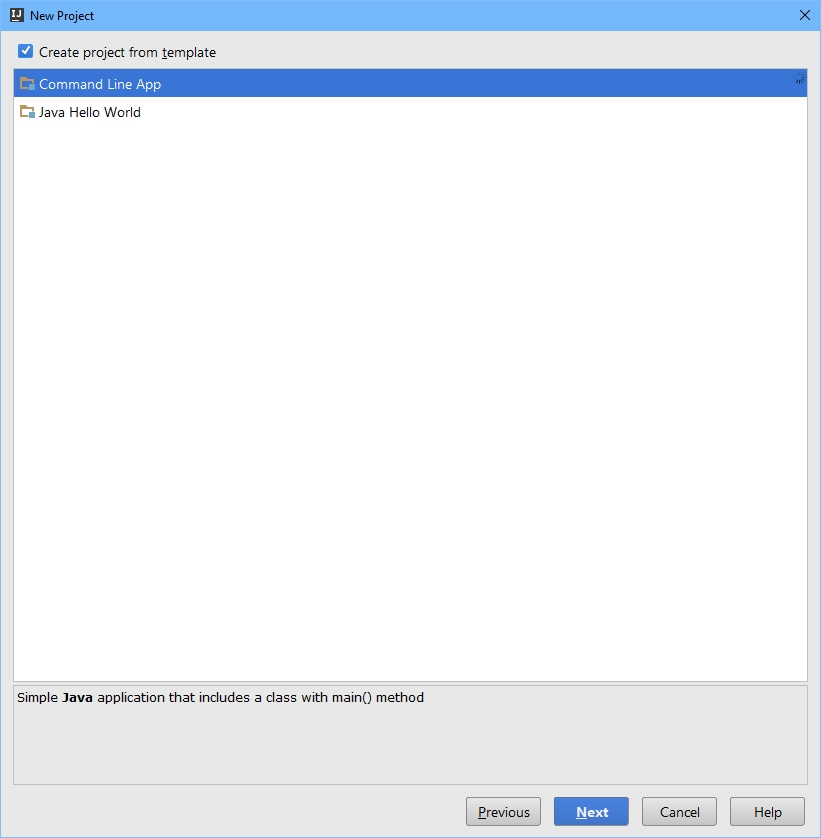 IJ New Project
Create project from template
Command Line App
Java Hello World
Simple Java application that includes a class with main() method
Previous Next Cancel Help